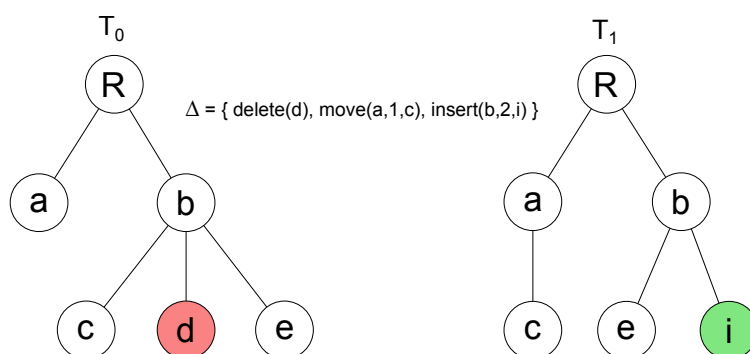 T₀
T₁
R
R
Δ = { delete(d), move(a,1,c), insert(b,2,i) }
a
b
a
b
c
d
e
c
e
i